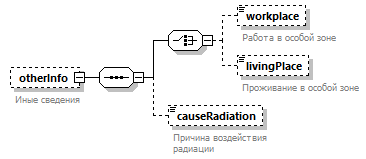 workplace
Работа в особой зоне
livingPlace
Проживание в особой зоне
otherInfo
Иные сведения
causeRadiation
Причина воздействия
радиации